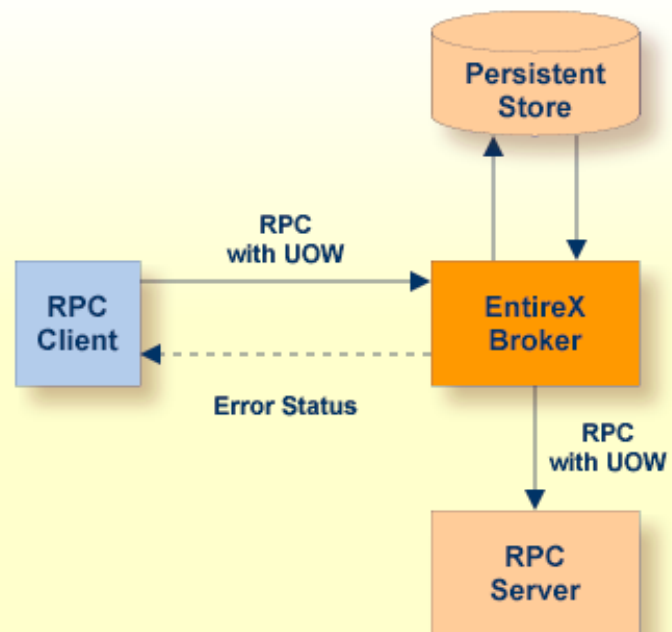 Persistent
Store
RPC
with UOW
RPC
Client
EntireX
Broker
Error Status
RPC
with UOW
RPC
Server